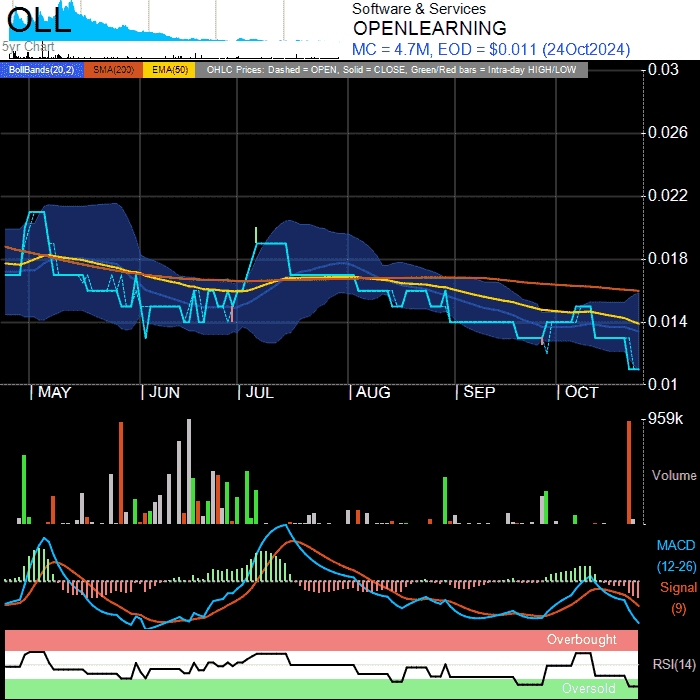 OLL
5yr Chart
Software & Services
OPENLEARNING
MC = 4.7M, EOD = $0.011 (24Oct2024)
BollBands(20,2) SMA(200) EMA(50) OHLC Prices: Dashed = OPEN, Solid = CLOSE, Green/Red bars = Intra-day HIGH/LOW
0.03
0.026
0.022
0.018
0.014
0.01
MAY JUN JUL AUG SEP OCT
959k
Volume
MACD
(12-26)
Signal
(9)
Overbought
RSI(14)
Oversold